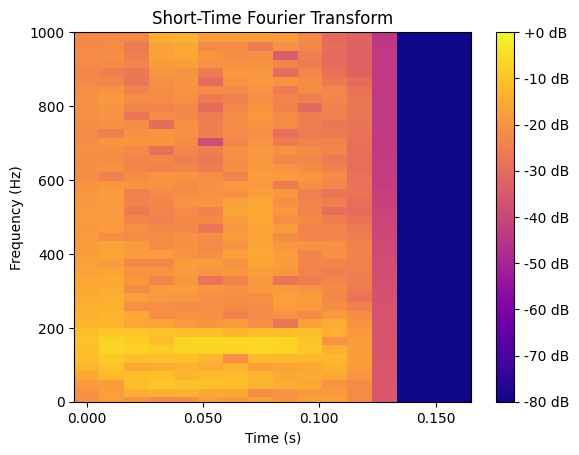 Short-Time Fourier Transform
Frequency (Hz)
1000
800
600
400
200
0
0.000
0.050
0.100
0.150
Time (s)
+0 dB
-10 dB
-20 dB
-30 dB
-40 dB
-50 dB
-60 dB
-70 dB
-80 dB